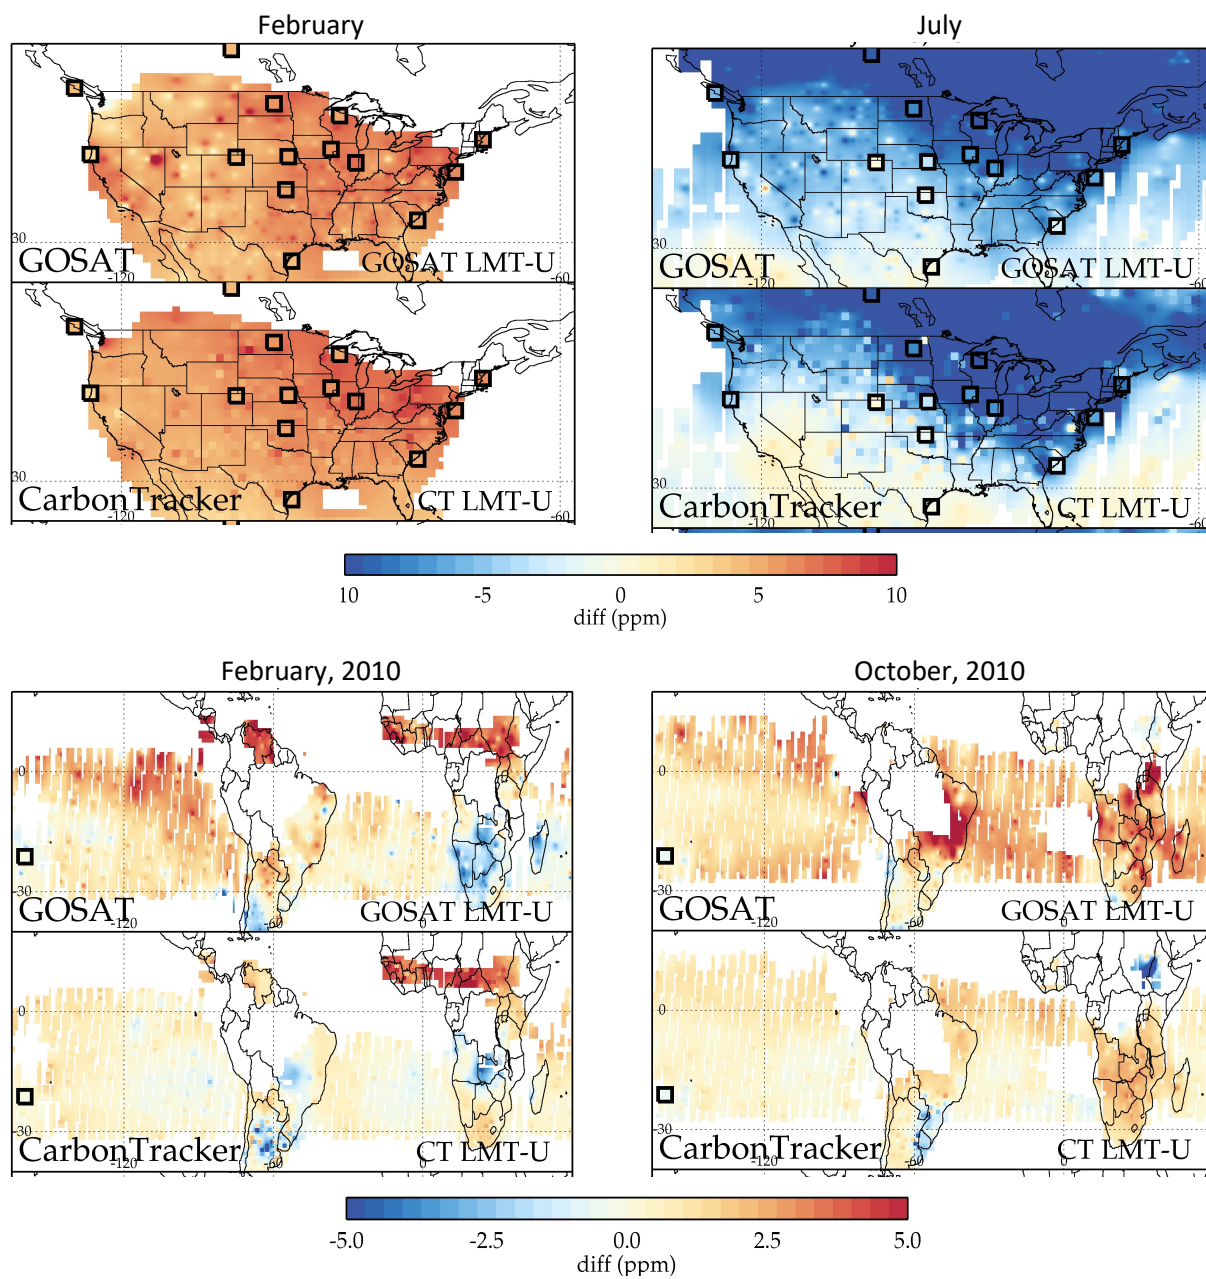 February
July
30
-120
-60
GOSAT
GOSAT LMT-U
30
-120
-60
GOSAT
GOSAT LMT-U
30
-120
-60
CarbonTracker
CT LMT-U
30
-120
-60
CarbonTracker
CT LMT-U
10 -5 0 5 10
diff (ppm)
February, 2010
October, 2010
0
-30
-120 -60 0
GOSAT
GOSAT LMT-U
0
-30
-120 -60 0
GOSAT
GOSAT LMT-U
0
-30
-120 -60 0
CarbonTracker
CT LMT-U
0
-30
-120 -60 0
CarbonTracker
CT LMT-U
-5.0 -2.5 0.0 2.5 5.0
diff (ppm)